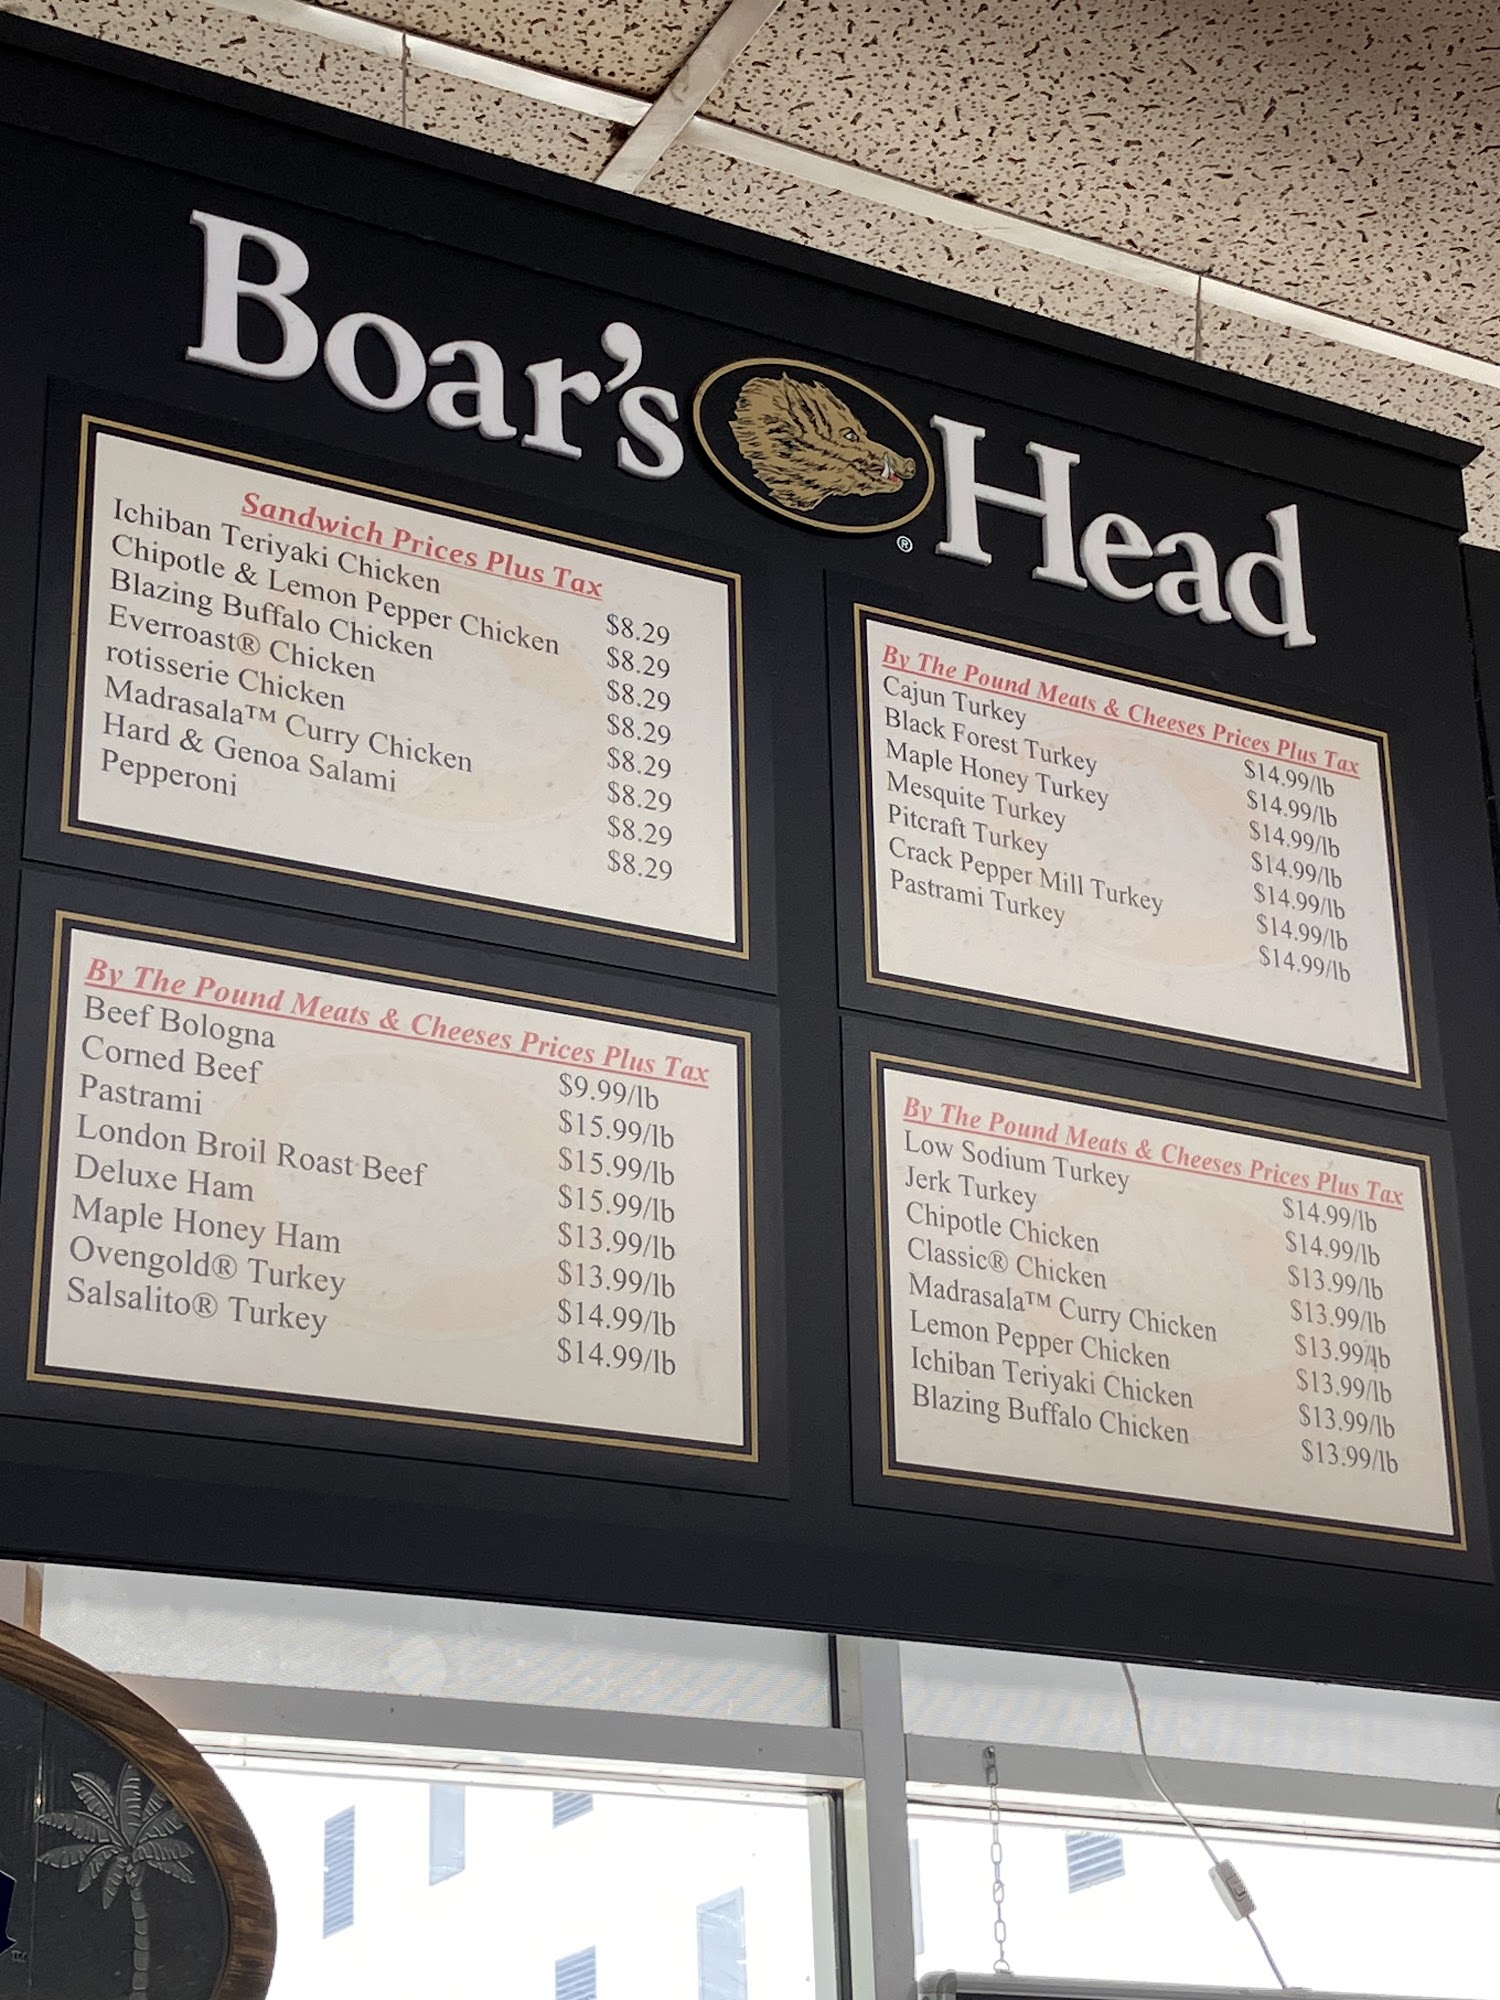 Boar's Head
®
Sandwich Prices Plus Tax
Ichiban Teriyaki Chicken $8.29
Chipotle & Lemon Pepper Chicken $8.29
Blazing Buffalo Chicken $8.29
Everroast® Chicken $8.29
rotisserie Chicken $8.29
Madrasala™ Curry Chicken $8.29
Hard & Genoa Salami $8.29
Pepperoni $8.29
By The Pound Meats & Cheeses Prices Plus Tax
Cajun Turkey $14.99/lb
Black Forest Turkey $14.99/lb
Maple Honey Turkey $14.99/lb
Mesquite Turkey $14.99/lb
Pitcraft Turkey $14.99/lb
Crack Pepper Mill Turkey $14.99/lb
Pastrami Turkey $14.99/lb
By The Pound Meats & Cheeses Prices Plus Tax
Beef Bologna $9.99/lb
Corned Beef $15.99/lb
Pastrami $15.99/lb
London Broil Roast Beef $15.99/lb
Deluxe Ham $13.99/lb
Maple Honey Ham $13.99/lb
Ovengold® Turkey $14.99/lb
Salsalito® Turkey $14.99/lb
By The Pound Meats & Cheeses Prices Plus Tax
Low Sodium Turkey $14.99/lb
Jerk Turkey $14.99/lb
Chipotle Chicken $13.99/lb
Classic® Chicken $13.99/lb
Madrasala™ Curry Chicken $13.99/lb
Lemon Pepper Chicken $13.99/lb
Ichiban Teriyaki Chicken $13.99/lb
Blazing Buffalo Chicken $13.99/lb